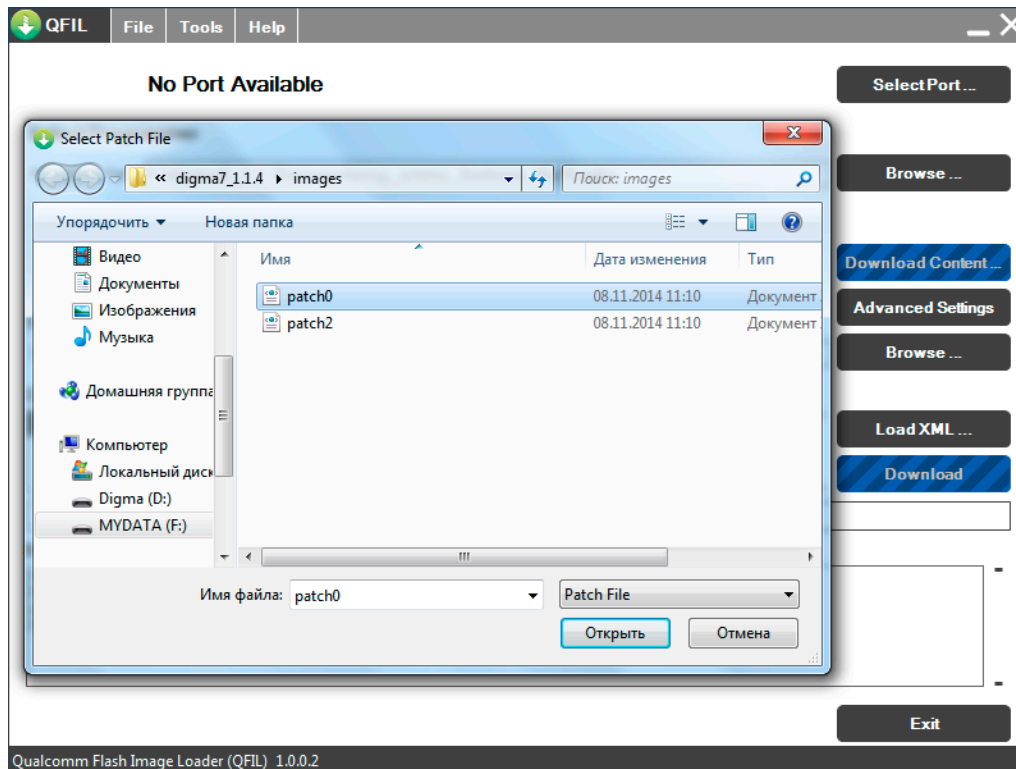 QFIL File Tools Help
No Port Available
Select Port ...
Select Patch File
Browse ...
« digma7_1.1.4 ▸ images
Поиск: images
Упорядочить Новая папка
Имя Дата изменения Тип
Видео
Документы
Изображения
Музыка
Домашняя группа
Компьютер
Локальный диск
Digma (D:)
MYDATA (F:)
patch0 08.11.2014 11:10 Документ
patch2 08.11.2014 11:10 Документ
Download Content ...
Advanced Settings
Browse ...
Load XML ...
Download
Имя файла: patch0 Patch File
Открыть Отмена
Exit
Qualcomm Flash Image Loader (QFIL) 1.0.0.2